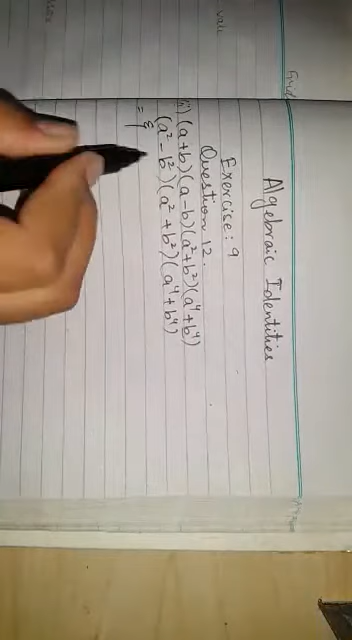 Algebraic Identities
Exercise: 9
Question 12.
(i) (a+b)(a-b)(a²+b²)(a⁴+b⁴)
(a²-b²)(a²+b²)(a⁴+b⁴)
=